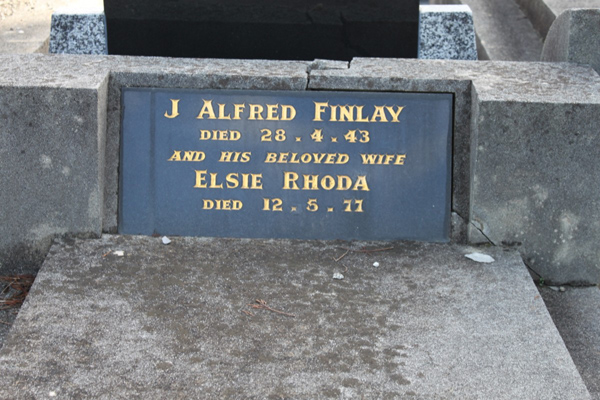 J ALFRED FINLAY
DIED 28.4.43
AND HIS BELOVED WIFE
ELSIE RHODA
DIED 12.5.77